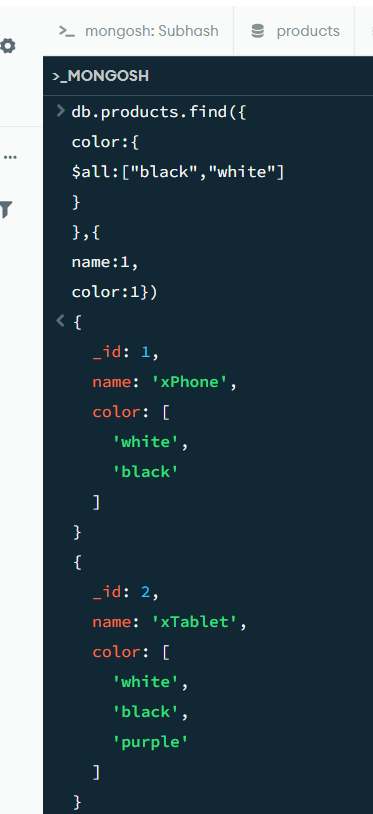 >_ mongosh: Subhash products
>_MONGOSH
> db.products.find({
color:{
$all:["black","white"]
}
},{
name:1,
color:1})
< {
_id: 1,
name: 'xPhone',
color: [
'white',
'black'
]
}
{
_id: 2,
name: 'xTablet',
color: [
'white',
'black',
'purple'
]
}